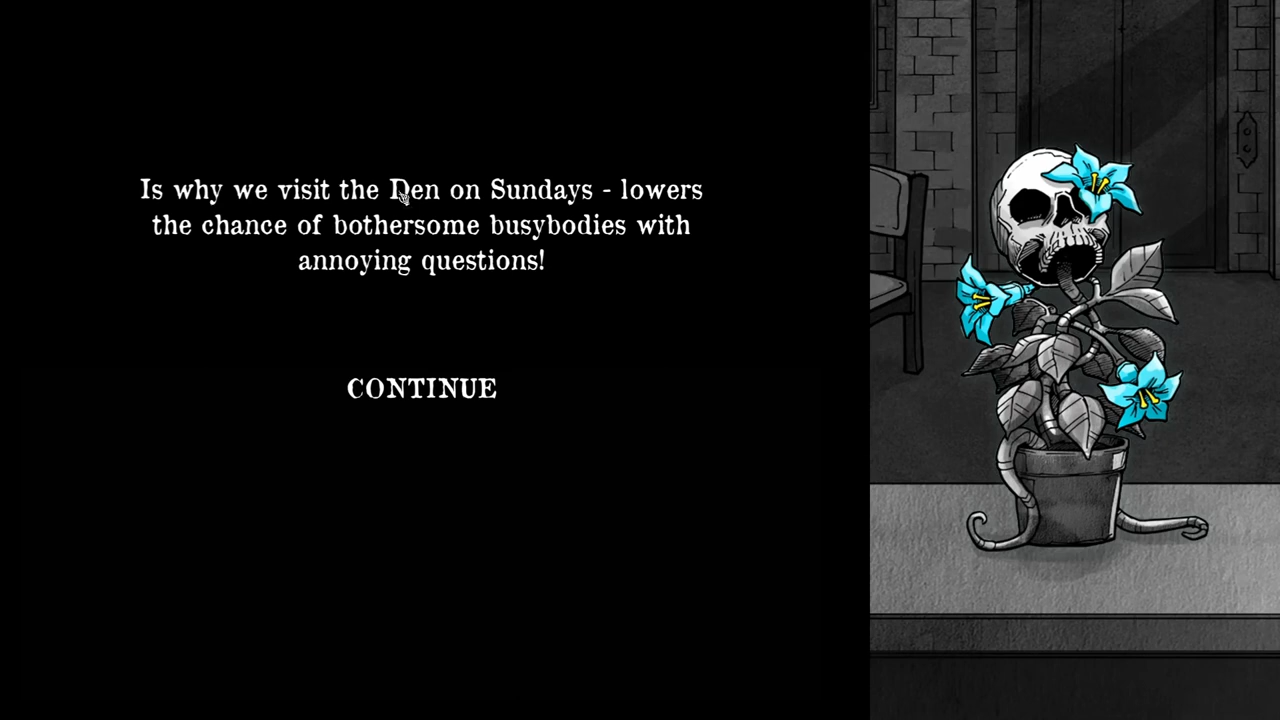 Is why we visit the Den on Sundays - lowers
the chance of bothersome busybodies with
annoying questions!
CONTINUE